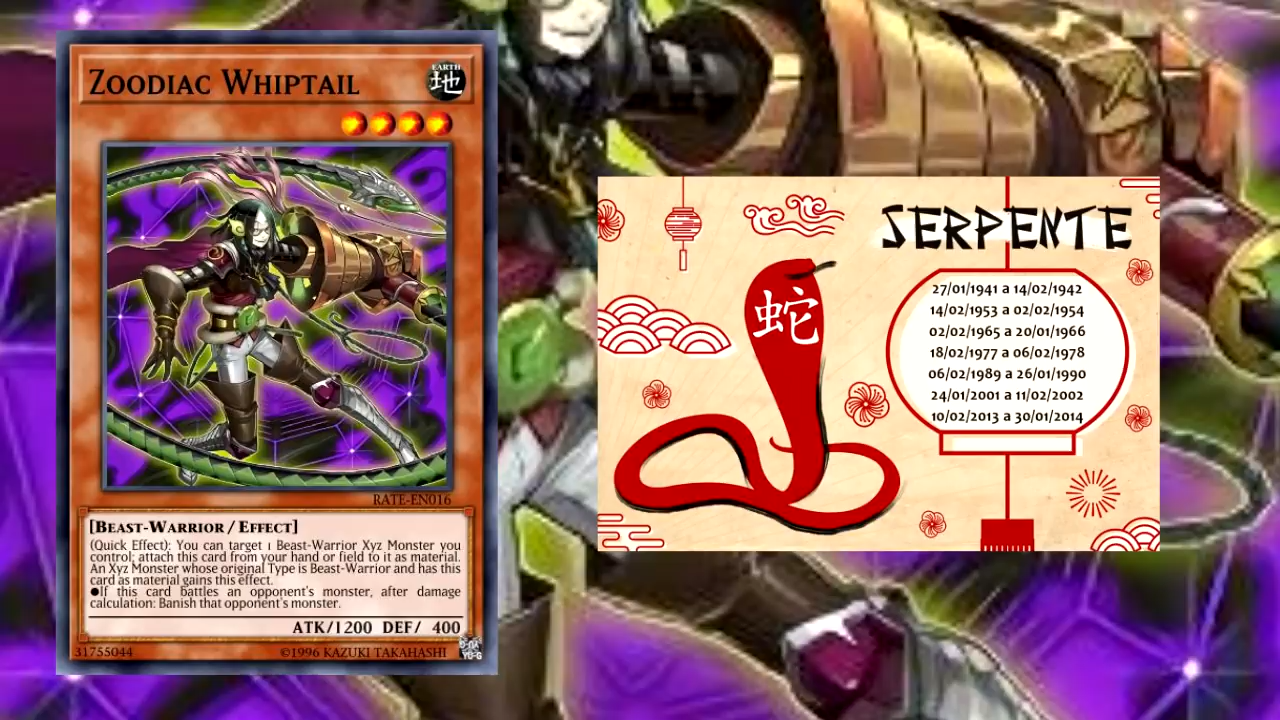 ZOODIAC WHIPTAIL
EARTH
地
RATE-EN016
[BEAST-WARRIOR / EFFECT]
(Quick Effect): You can target 1 Beast-Warrior Xyz Monster you
control; attach this card from your hand or field to it as material.
An Xyz Monster whose original Type is Beast-Warrior and has this
card as material gains this effect.
●If this card battles an opponent's monster, after damage
calculation: Banish that opponent's monster.
ATK/1200 DEF/ 400
31755044
©1996 KAZUKI TAKAHASHI
SERPENTE
蛇
27/01/1941 a 14/02/1942
14/02/1953 a 02/02/1954
02/02/1965 a 20/01/1966
18/02/1977 a 06/02/1978
06/02/1989 a 26/01/1990
24/01/2001 a 11/02/2002
10/02/2013 a 30/01/2014